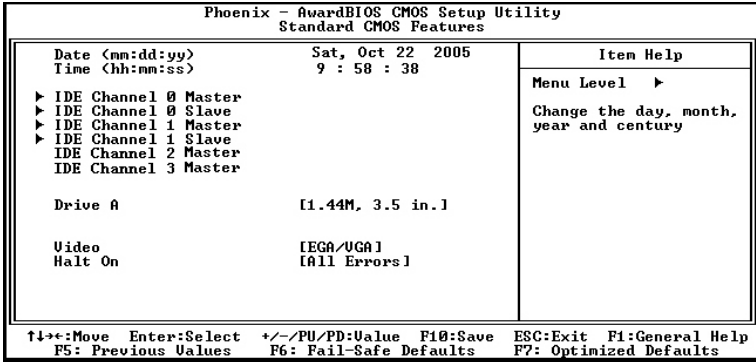 Phoenix - AwardBIOS CMOS Setup Utility
Standard CMOS Features
Date (mm:dd:yy) Sat, Oct 22 2005
Time (hh:mm:ss) 9 : 58 : 38
▶ IDE Channel 0 Master
▶ IDE Channel 0 Slave
▶ IDE Channel 1 Master
▶ IDE Channel 1 Slave
IDE Channel 2 Master
IDE Channel 3 Master
Drive A [1.44M, 3.5 in.]
Video [EGA/VGA]
Halt On [All Errors]
Item Help
Menu Level ▶
Change the day, month,
year and century
↑↓→←:Move Enter:Select +/-/PU/PD:Value F10:Save ESC:Exit F1:General Help
F5: Previous Values F6: Fail-Safe Defaults F7: Optimized Defaults